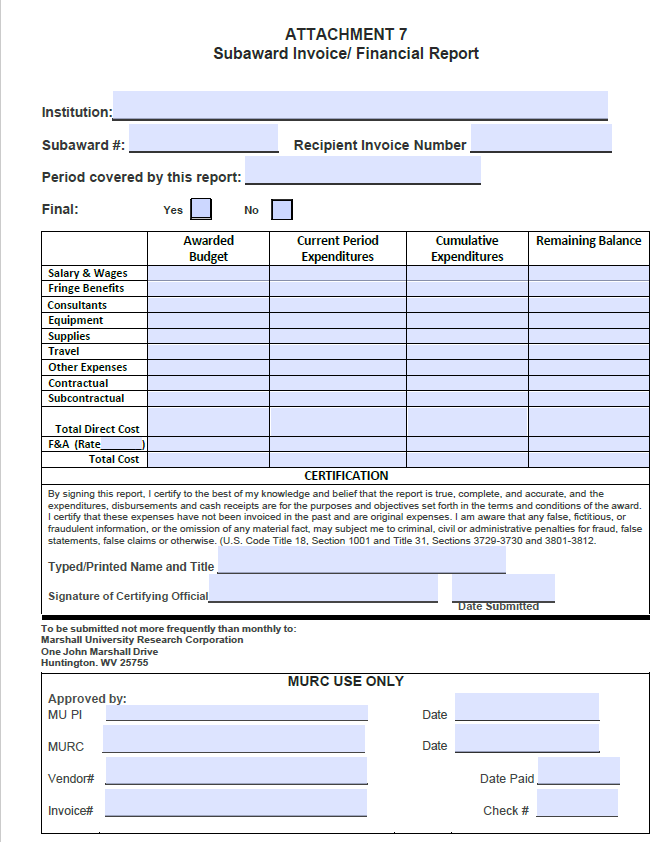 ATTACHMENT 7
Subaward Invoice/ Financial Report
Institution:
Subaward #: Recipient Invoice Number
Period covered by this report:
Final: Yes No
Awarded Budget Current Period Expenditures Cumulative Expenditures Remaining Balance
Salary & Wages
Fringe Benefits
Consultants
Equipment
Supplies
Travel
Other Expenses
Contractual
Subcontractual
Total Direct Cost
F&A (Rate_______)
Total Cost
CERTIFICATION
By signing this report, I certify to the best of my knowledge and belief that the report is true, complete, and accurate, and the
expenditures, disbursements and cash receipts are for the purposes and objectives set forth in the terms and conditions of the award.
I certify that these expenses have not been invoiced in the past and are original expenses. I am aware that any false, fictitious, or
fraudulent information, or the omission of any material fact, may subject me to criminal, civil or administrative penalties for fraud, false
statements, false claims or otherwise. (U.S. Code Title 18, Section 1001 and Title 31, Sections 3729-3730 and 3801-3812.
Typed/Printed Name and Title
Signature of Certifying Official
Date Submitted
To be submitted not more frequently than monthly to:
Marshall University Research Corporation
One John Marshall Drive
Huntington. WV 25755
MURC USE ONLY
Approved by:
MU PI Date
MURC Date
Vendor# Date Paid
Invoice# Check #